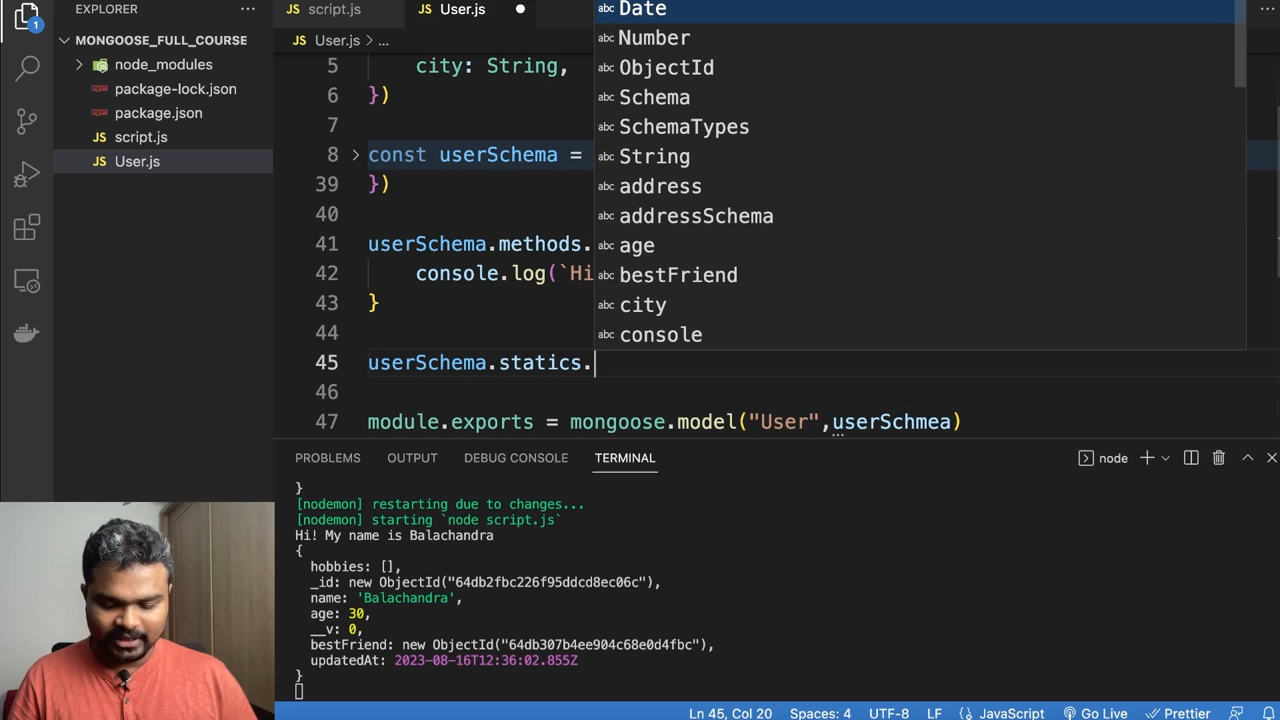 EXPLORER
script.js
User.js
1
MONGOOSE_FULL_COURSE
node_modules
package-lock.json
package.json
JS script.js
JS User.js
JS User.js > ...
5 city: String,
6 })
7
8 const userSchema =
39 })
40
41 userSchema.methods.
42 console.log(`Hi
43 }
44
45 userSchema.statics.
46
47 module.exports = mongoose.model("User",userSchmea)
abc Date
abc Number
abc ObjectId
abc Schema
abc SchemaTypes
abc String
abc address
abc addressSchema
abc age
abc bestFriend
abc city
abc console
PROBLEMS OUTPUT DEBUG CONSOLE TERMINAL
node
}
[nodemon] restarting due to changes...
[nodemon] starting `node script.js`
Hi! My name is Balachandra
{
hobbies: [],
_id: new ObjectId("64db2fbc226f95ddcd8ec06c"),
name: 'Balachandra',
age: 30,
__v: 0,
bestFriend: new ObjectId("64db307b4ee904c68e0d4fbc"),
updatedAt: 2023-08-16T12:36:02.855Z
}
Ln 45, Col 20 Spaces: 4 UTF-8 LF {} JavaScript Go Live Prettier